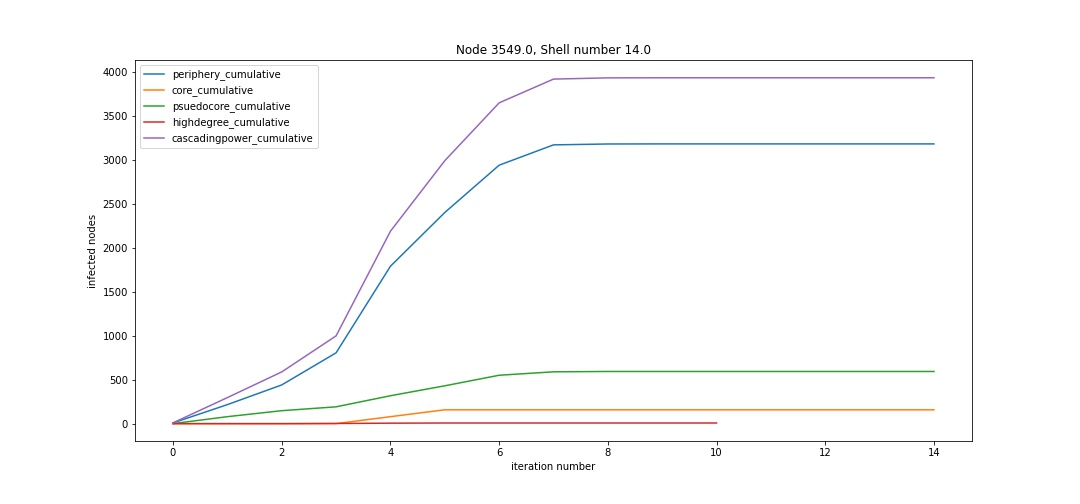 Node 3549.0, Shell number 14.0
periphery_cumulative
core_cumulative
psuedocore_cumulative
highdegree_cumulative
cascadingpower_cumulative
4000
3500
3000
2500
2000
1500
1000
500
0
infected nodes
0 2 4 6 8 10 12 14
iteration number